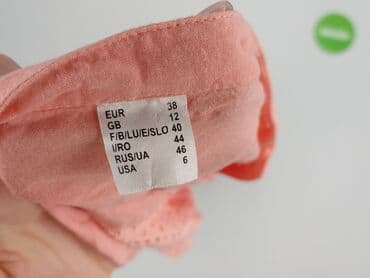 EUR 38
GB 12
F/B/LU/E/SLO 40
I/RO 44
RUS/UA 46
USA 6